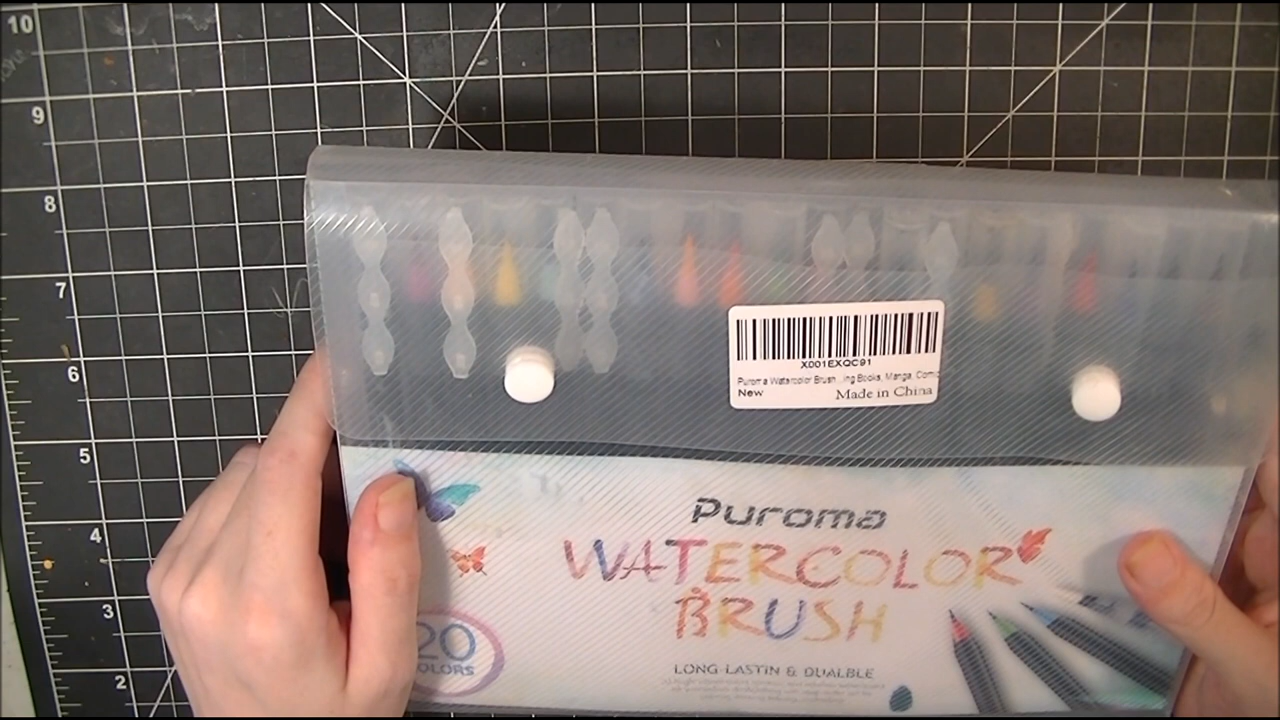 10
9
8
7
6
5
4
3
2
X001EXQC91
Puroma Watercolor Brush ...ing Books, Manga, Comic
New
Made in China
Puroma
WATERCOLOR
BRUSH
20
COLORS
LONG-LASTIN & DUALBLE